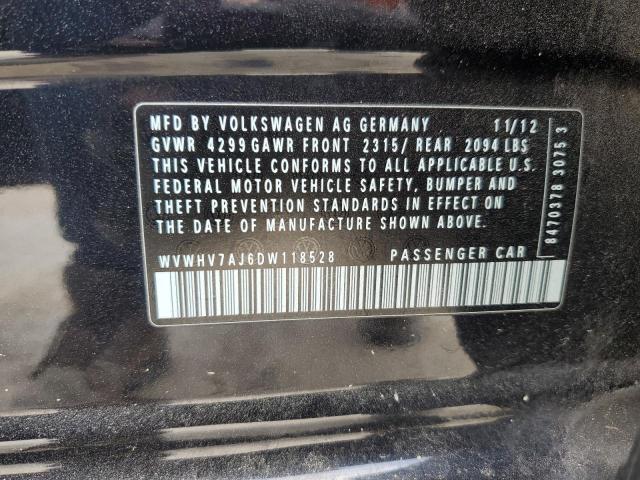 MFD BY VOLKSWAGEN AG GERMANY 11/12
GVWR 4299 GAWR FRONT 2315/ REAR 2094 LBS
THIS VEHICLE CONFORMS TO ALL APPLICABLE U.S.
FEDERAL MOTOR VEHICLE SAFETY, BUMPER AND
THEFT PREVENTION STANDARDS IN EFFECT ON
THE DATE OF MANUFACTURE SHOWN ABOVE.
WVWHV7AJ6DW118528 PASSENGER CAR
8470378 3075 3